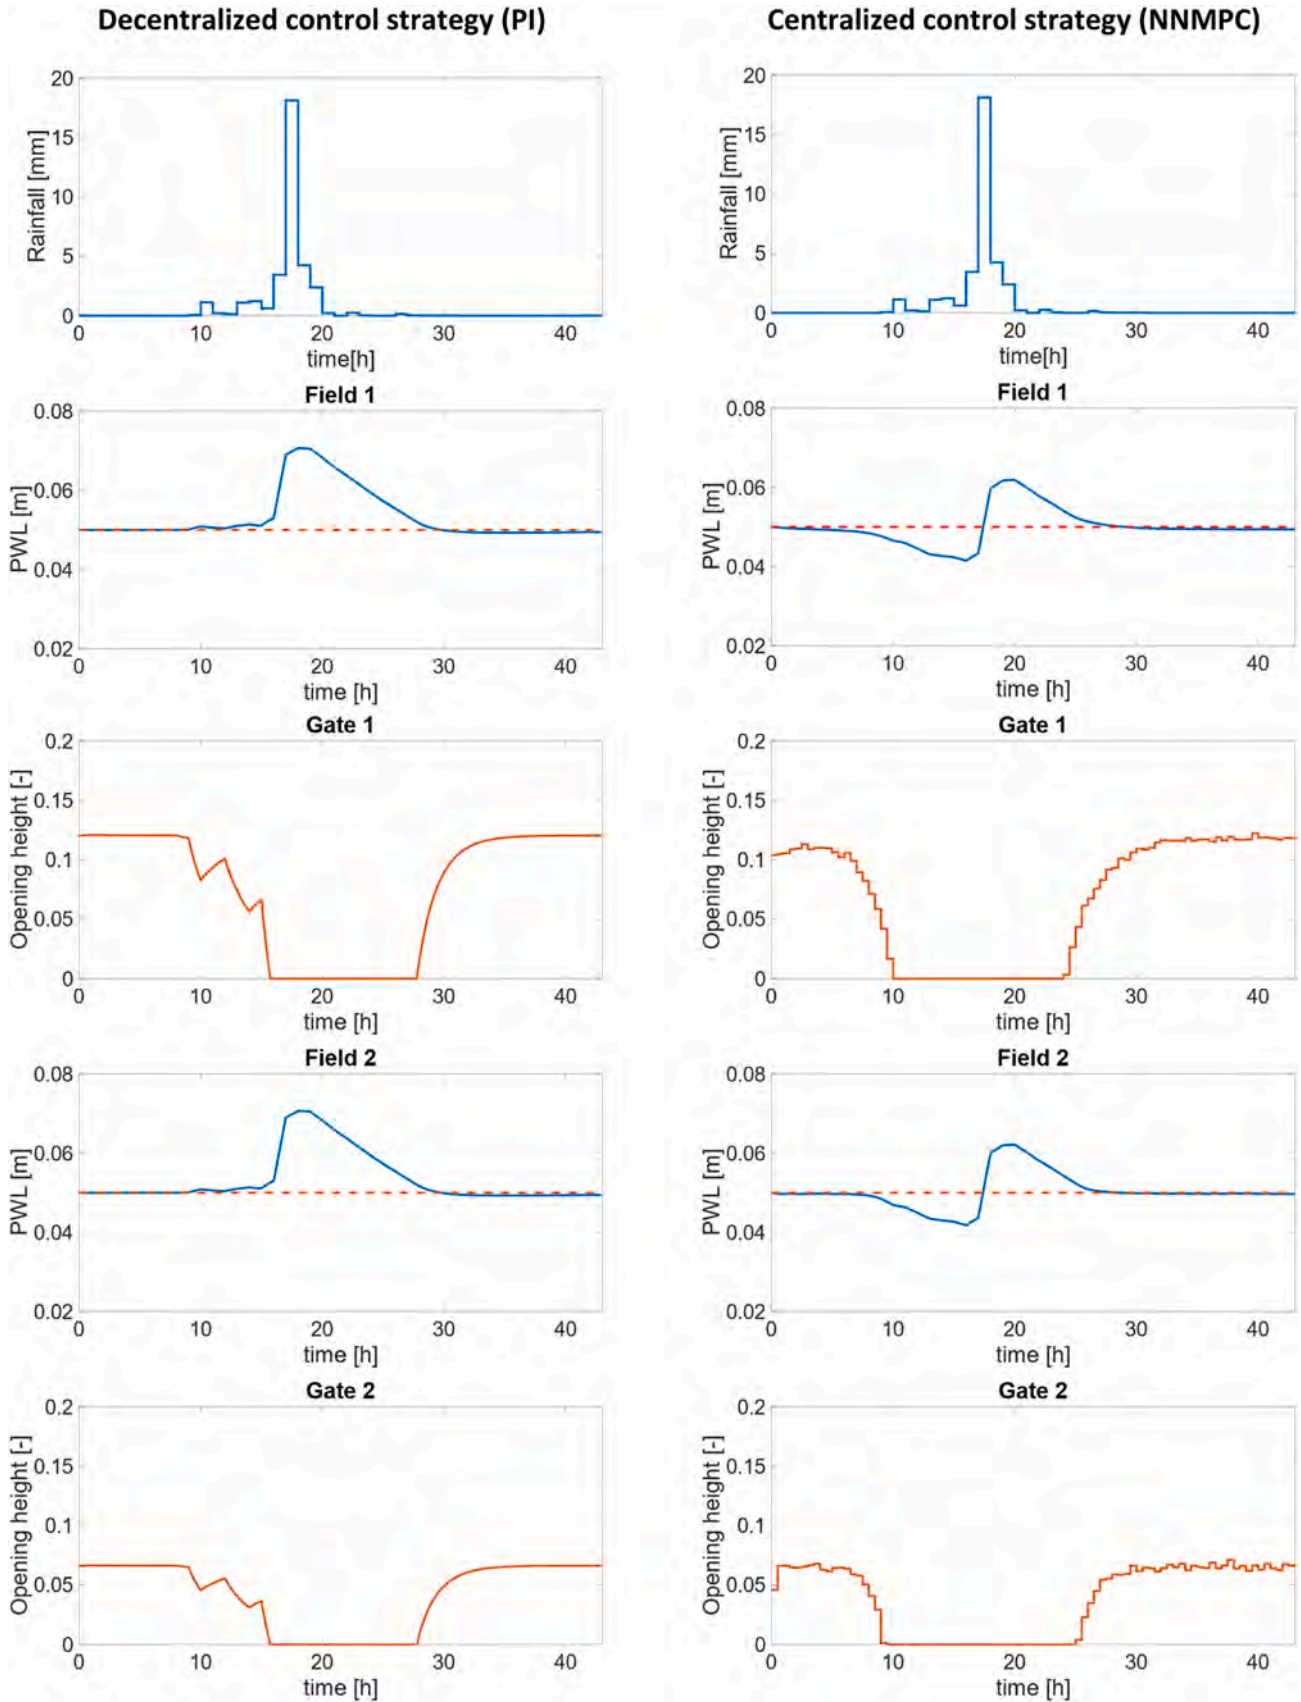 Decentralized control strategy (PI)
Centralized control strategy (NNMPC)
20
15
10
5
0
Rainfall [mm]
0 10 20 30 40
time[h]
20
15
10
5
0
Rainfall [mm]
0 10 20 30 40
time[h]
Field 1
0.08
0.06
0.04
0.02
PWL [m]
0 10 20 30 40
time [h]
Field 1
0.08
0.06
0.04
0.02
PWL [m]
0 10 20 30 40
time [h]
Gate 1
0.2
0.15
0.1
0.05
0
Opening height [-]
0 10 20 30 40
time [h]
Gate 1
0.2
0.15
0.1
0.05
0
Opening height [-]
0 10 20 30 40
time [h]
Field 2
0.08
0.06
0.04
0.02
PWL [m]
0 10 20 30 40
time [h]
Field 2
0.08
0.06
0.04
0.02
PWL [m]
0 10 20 30 40
time [h]
Gate 2
0.2
0.15
0.1
0.05
0
Opening height [-]
0 10 20 30 40
time [h]
Gate 2
0.2
0.15
0.1
0.05
0
Opening height [-]
0 10 20 30 40
time [h]